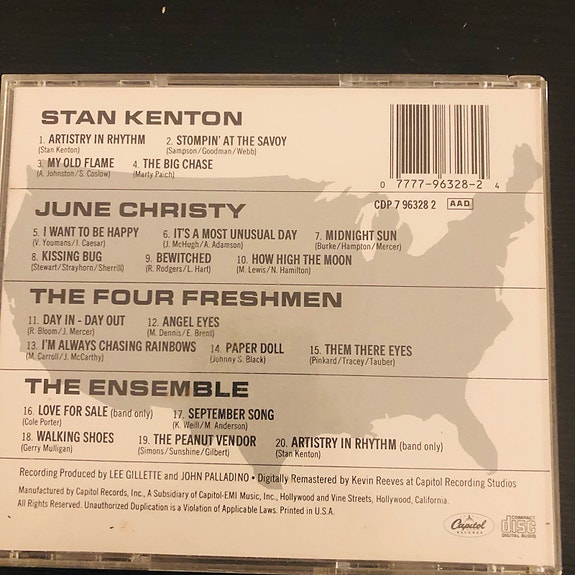 STAN KENTON
1. ARTISTRY IN RHYTHM 2. STOMPIN' AT THE SAVOY
(Stan Kenton) (Sampson/Goodman/Webb)
3. MY OLD FLAME 4. THE BIG CHASE
(A. Johnston/S. Coslow) (Marty Paich)
0 7777-96328-2 4
CDP 7 96328 2 AAD
JUNE CHRISTY
5. I WANT TO BE HAPPY 6. IT'S A MOST UNUSUAL DAY 7. MIDNIGHT SUN
(V. Youmans/I. Caesar) (J. McHugh/A. Adamson) (Burke/Hampton/Mercer)
8. KISSING BUG 9. BEWITCHED 10. HOW HIGH THE MOON
(Stewart/Strayhorn/Sherrill) (R. Rodgers/L. Hart) (M. Lewis/N. Hamilton)
THE FOUR FRESHMEN
11. DAY IN - DAY OUT 12. ANGEL EYES
(R. Bloom/J. Mercer) (M. Dennis/E. Brent)
13. I'M ALWAYS CHASING RAINBOWS 14. PAPER DOLL 15. THEM THERE EYES
(M. Carroll/J. McCarthy) (Johnny S. Black) (Pinkard/Tracey/Tauber)
THE ENSEMBLE
16. LOVE FOR SALE (band only) 17. SEPTEMBER SONG
(Cole Porter) (K. Weill/M. Anderson)
18. WALKING SHOES 19. THE PEANUT VENDOR 20. ARTISTRY IN RHYTHM (band only)
(Gerry Mulligan) (Simons/Sunshine/Gilbert) (Stan Kenton)
Recording Produced by LEE GILLETTE and JOHN PALLADINO • Digitally Remastered by Kevin Reeves at Capitol Recording Studios
Manufactured by Capitol Records, Inc., A Subsidiary of Capitol-EMI Music, Inc., Hollywood and Vine Streets, Hollywood, California.
All Rights Reserved. Unauthorized Duplication is a Violation of Applicable Laws. Printed in U.S.A.
Capitol
RECORDS
COMPACT
disc
DIGITAL AUDIO